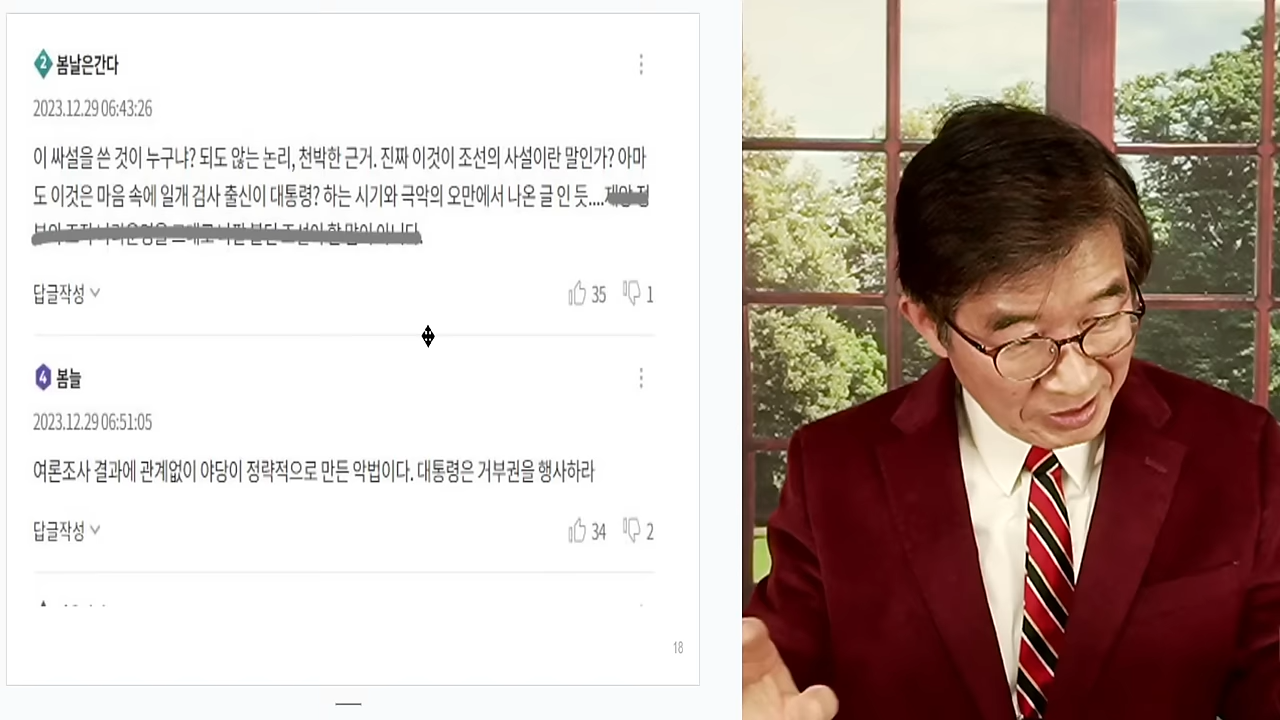 2 봄날은간다
2023.12.29 06:43:26
이 싸설을 쓴 것이 누구냐? 되도 않는 논리, 천박한 근거. 진짜 이것이 조선의 사설이란 말인가? 아마
도 이것은 마음 속에 일개 검사 출신이 대통령? 하는 시기와 극악의 오만에서 나온 글 인 듯....
답글작성
35 1
4 봄늘
2023.12.29 06:51:05
여론조사 결과에 관계없이 야당이 정략적으로 만든 악법이다. 대통령은 거부권을 행사하라
답글작성
34 2
18